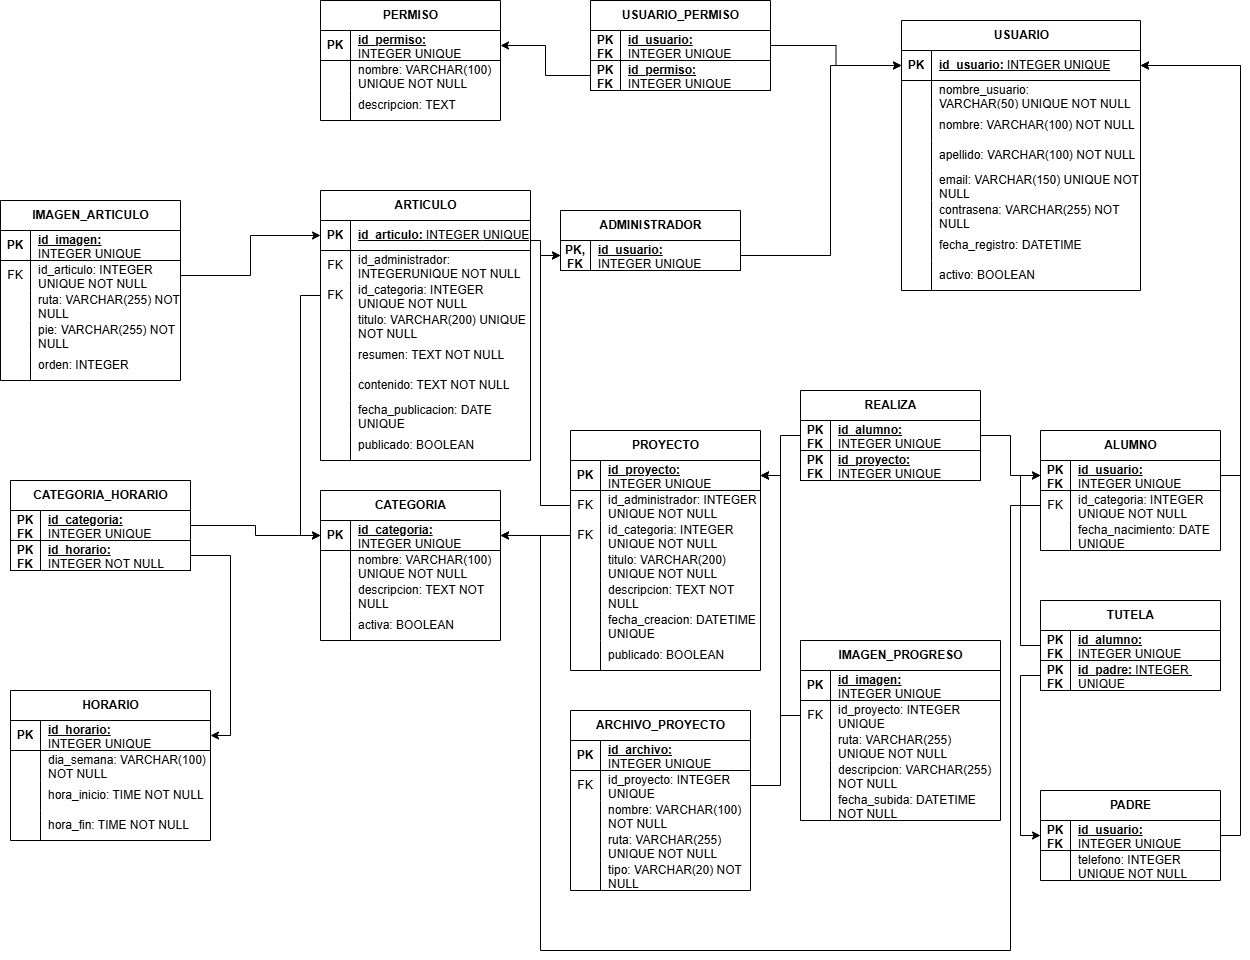 PERMISO
PK
id_permiso:
INTEGER UNIQUE
nombre: VARCHAR(100)
UNIQUE NOT NULL
descripcion: TEXT
USUARIO_PERMISO
PK
FK
id_usuario:
INTEGER UNIQUE
PK
FK
id_permiso:
INTEGER UNIQUE
USUARIO
PK
id_usuario: INTEGER UNIQUE
nombre_usuario:
VARCHAR(50) UNIQUE NOT NULL
nombre: VARCHAR(100) NOT NULL
apellido: VARCHAR(100) NOT NULL
email: VARCHAR(150) UNIQUE NOT
NULL
contrasena: VARCHAR(255) NOT
NULL
fecha_registro: DATETIME
activo: BOOLEAN
IMAGEN_ARTICULO
PK
id_imagen:
INTEGER UNIQUE
FK
id_articulo: INTEGER
UNIQUE NOT NULL
ruta: VARCHAR(255) NOT
NULL
pie: VARCHAR(255) NOT
NULL
orden: INTEGER
ARTICULO
PK
id_articulo: INTEGER UNIQUE
FK
id_administrador:
INTEGERUNIQUE NOT NULL
FK
id_categoria: INTEGER
UNIQUE NOT NULL
titulo: VARCHAR(200) UNIQUE
NOT NULL
resumen: TEXT NOT NULL
contenido: TEXT NOT NULL
fecha_publicacion: DATE
UNIQUE
publicado: BOOLEAN
ADMINISTRADOR
PK,
FK
id_usuario:
INTEGER UNIQUE
REALIZA
PK
FK
id_alumno:
INTEGER UNIQUE
PK
FK
id_proyecto:
INTEGER UNIQUE
PROYECTO
PK
id_proyecto:
INTEGER UNIQUE
FK
id_administrador: INTEGER
UNIQUE NOT NULL
FK
id_categoria: INTEGER
UNIQUE NOT NULL
titulo: VARCHAR(200)
UNIQUE NOT NULL
descripcion: TEXT NOT
NULL
fecha_creacion: DATETIME
UNIQUE
publicado: BOOLEAN
ALUMNO
PK
FK
id_usuario:
INTEGER UNIQUE
FK
id_categoria: INTEGER
UNIQUE NOT NULL
fecha_nacimiento: DATE
UNIQUE
CATEGORIA_HORARIO
PK
FK
id_categoria:
INTEGER UNIQUE
PK
FK
id_horario:
INTEGER NOT NULL
CATEGORIA
PK
id_categoria:
INTEGER UNIQUE
nombre: VARCHAR(100)
UNIQUE NOT NULL
descripcion: TEXT NOT
NULL
activa: BOOLEAN
TUTELA
PK
FK
id_alumno:
INTEGER UNIQUE
PK
FK
id_padre: INTEGER
UNIQUE
IMAGEN_PROGRESO
PK
id_imagen:
INTEGER UNIQUE
FK
id_proyecto: INTEGER
UNIQUE
ruta: VARCHAR(255)
UNIQUE NOT NULL
descripcion: VARCHAR(255)
NOT NULL
fecha_subida: DATETIME
NOT NULL
HORARIO
PK
id_horario:
INTEGER UNIQUE
dia_semana: VARCHAR(100)
NOT NULL
hora_inicio: TIME NOT NULL
hora_fin: TIME NOT NULL
ARCHIVO_PROYECTO
PK
id_archivo:
INTEGER UNIQUE
FK
id_proyecto: INTEGER
UNIQUE
nombre: VARCHAR(100)
NOT NULL
ruta: VARCHAR(255)
UNIQUE NOT NULL
tipo: VARCHAR(20) NOT
NULL
PADRE
PK
FK
id_usuario:
INTEGER UNIQUE
telefono: INTEGER
UNIQUE NOT NULL